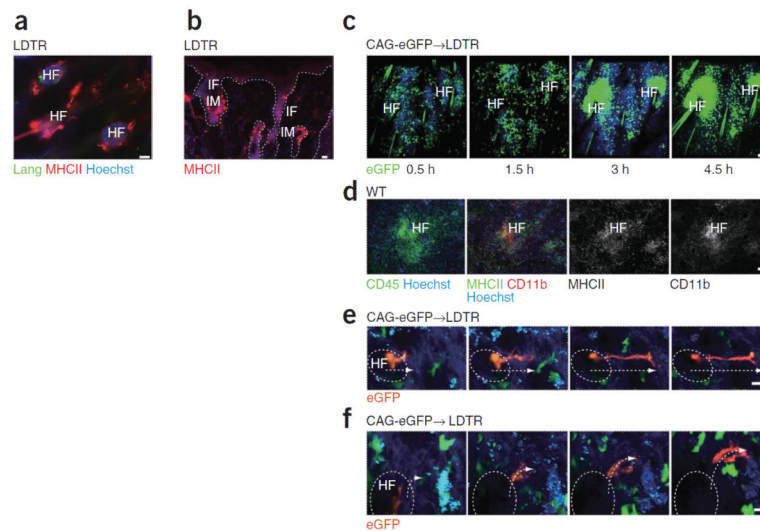 a
LDTR
HF
HF
HF
Lang MHCII Hoechst
b
LDTR
IF
IM
IF
IM
MHCII
c
CAG-eGFP→LDTR
HF HF
HF HF
HF HF
HF HF
eGFP 0.5 h 1.5 h 3 h 4.5 h
d
WT
HF HF HF HF
CD45 Hoechst
MHCII CD11b
Hoechst
MHCII
CD11b
e
CAG-eGFP→LDTR
HF
eGFP
f
CAG-eGFP→ LDTR
HF
eGFP